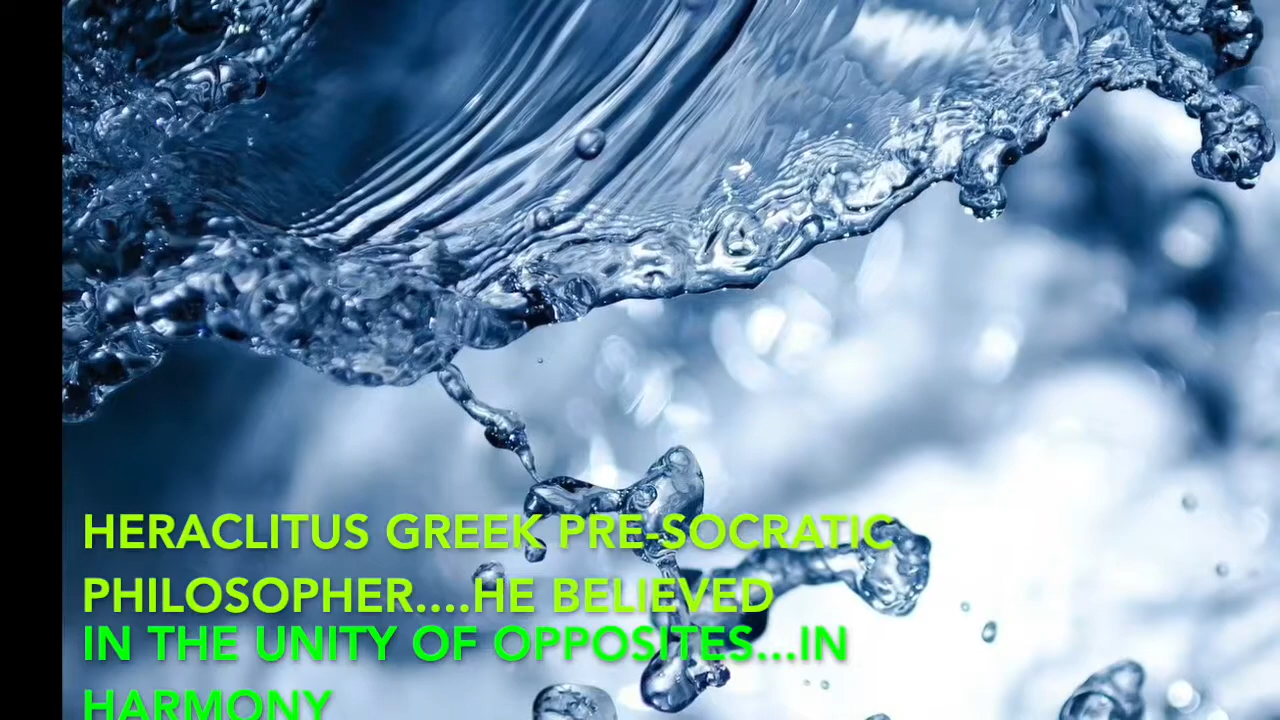 HERACLITUS GREEK PRE-SOCRATIC
PHILOSOPHER....HE BELIEVED
IN THE UNITY OF OPPOSITES...IN
HARMONY